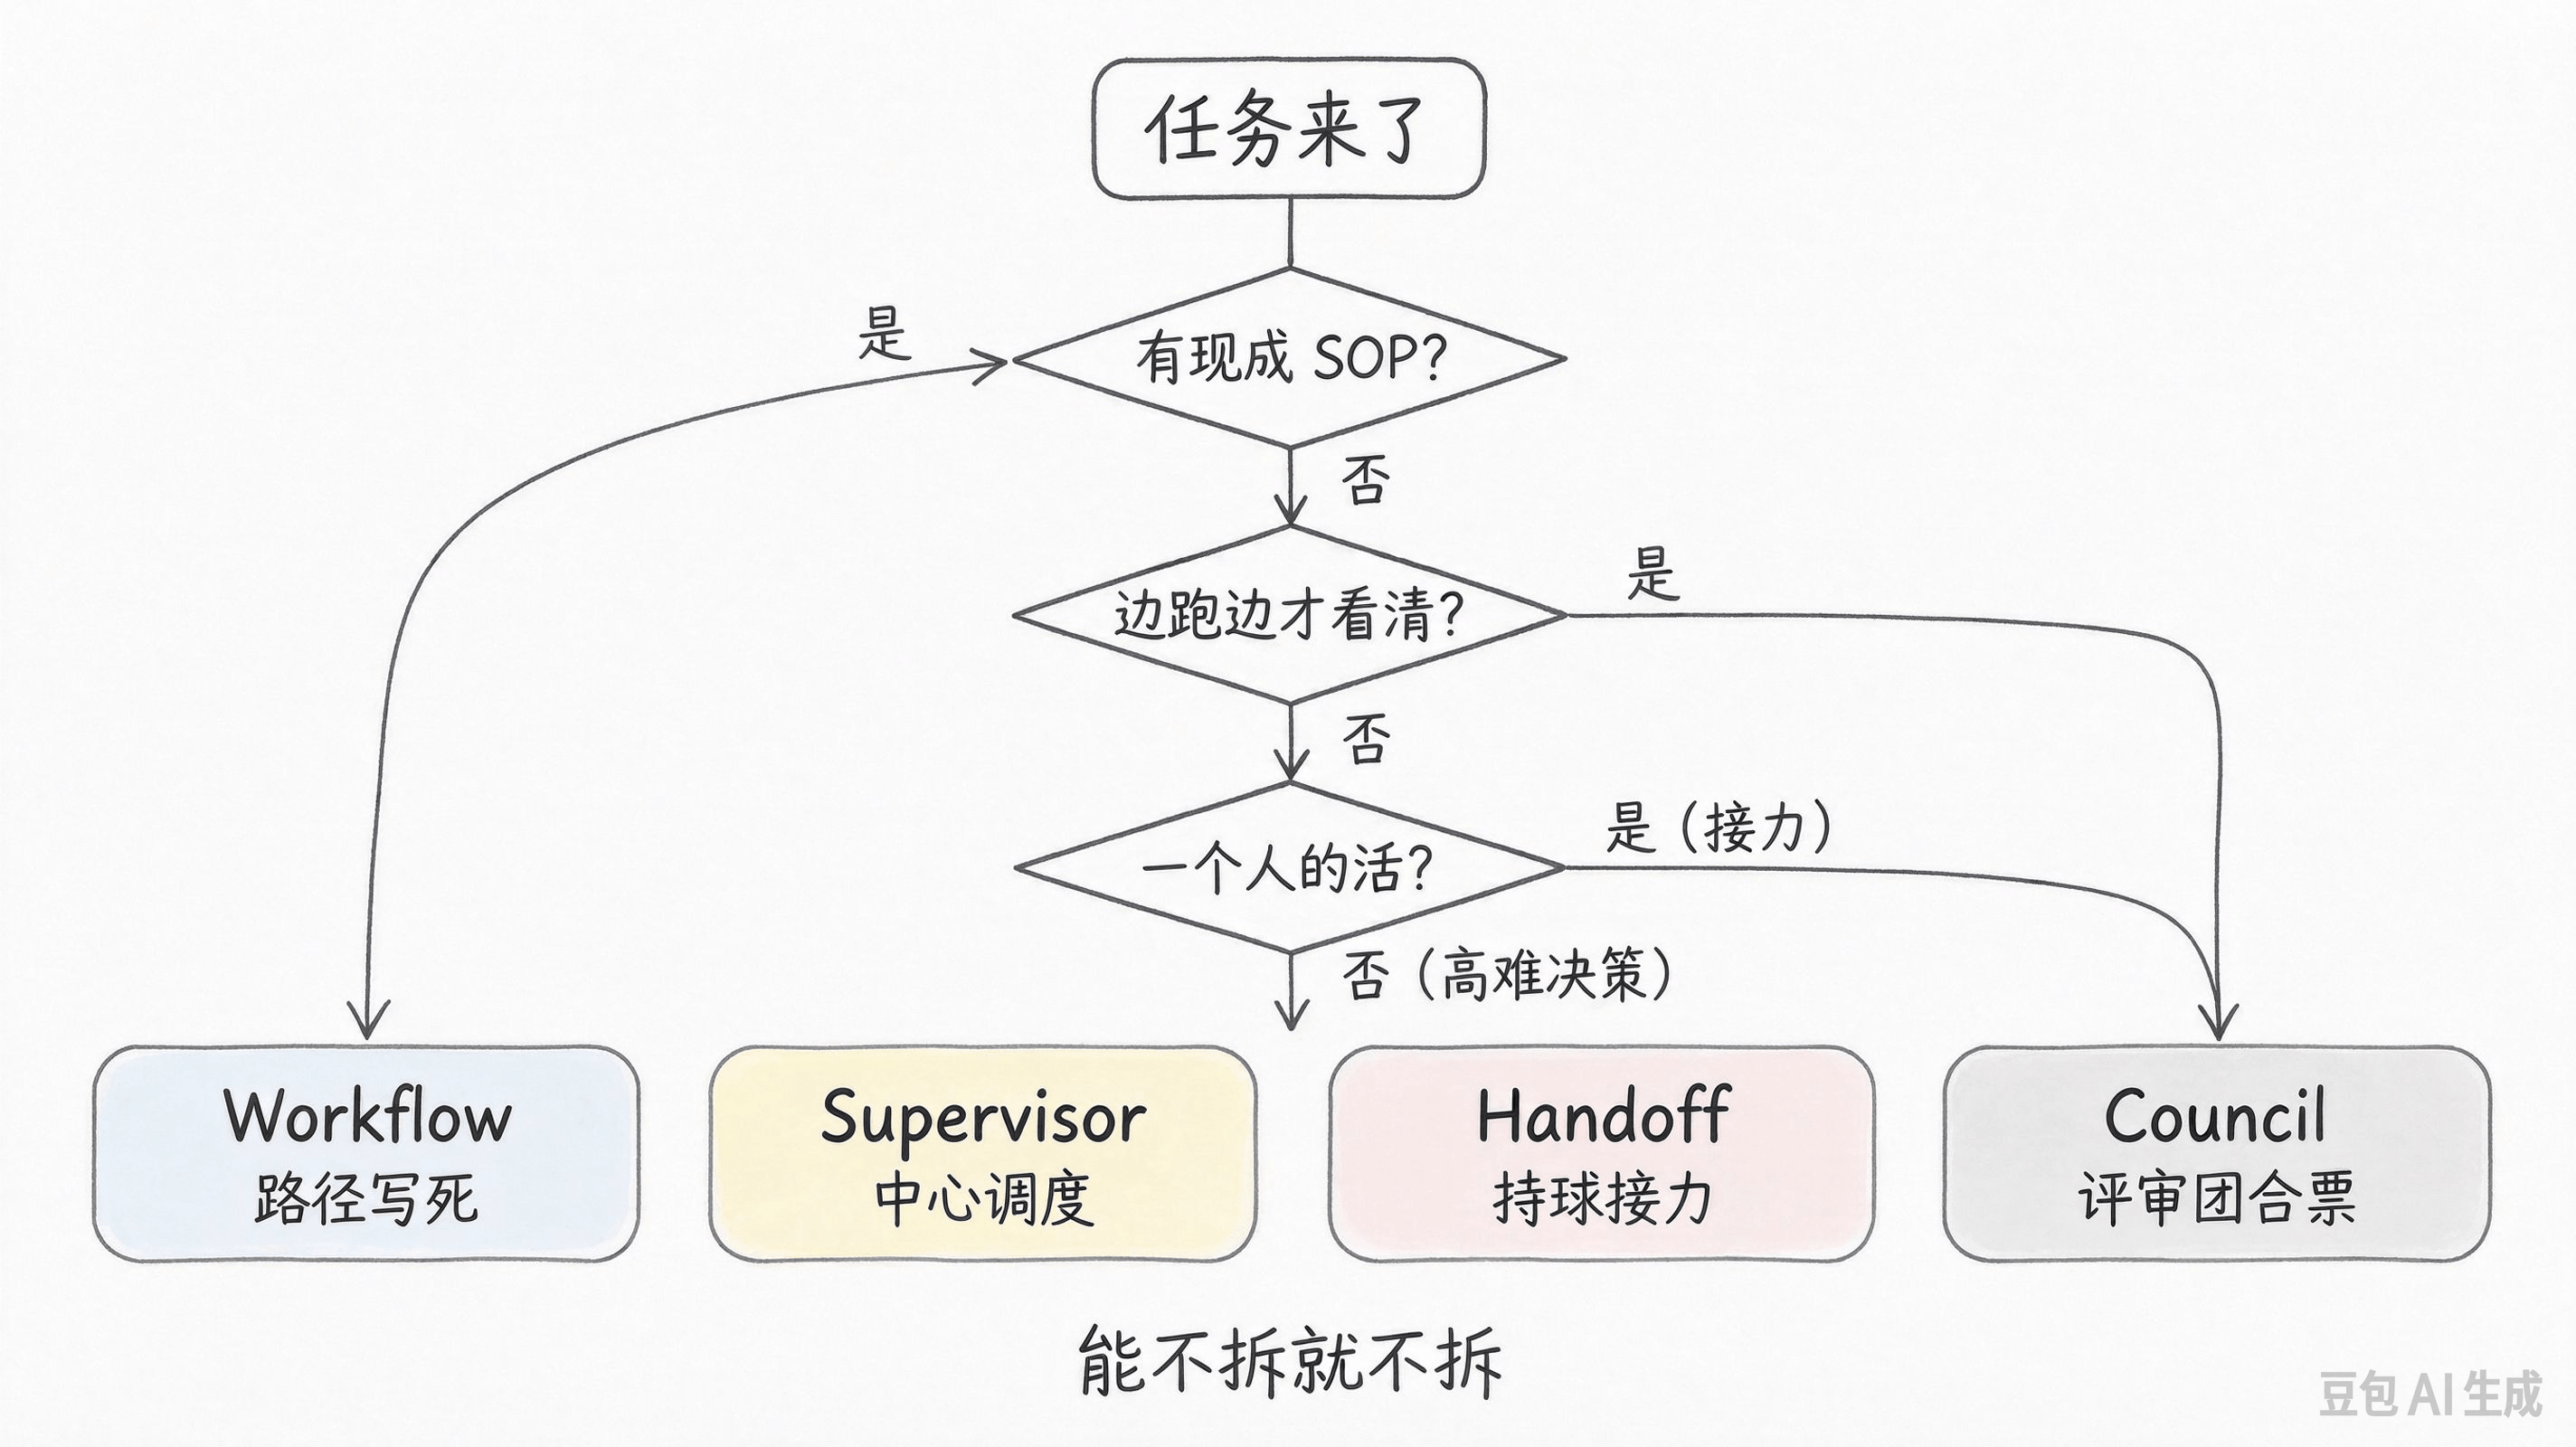 任务来了
是
有现成 SOP?
否
是
边跑边才看清?
否
是（接力）
一个人的活?
否（高难决策）
Workflow
路径写死
Supervisor
中心调度
Handoff
持球接力
Council
评审团合票
能不拆就不拆
豆包 AI 生成